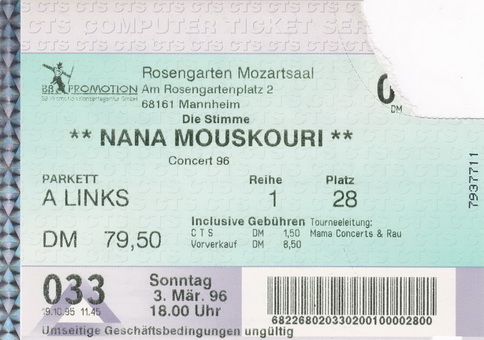 CTS COMPUTER TICKET SER
BB PROMOTION
Rosengarten Mozartsaal
Am Rosengartenplatz 2
68161 Mannheim
DM
Die Stimme
** NANA MOUSKOURI **
Concert 96
PARKETT Reihe Platz
A LINKS 1 28
Inclusive Gebühren Tourneeleitung:
DM 79,50 CTS DM 1,50 Mama Concerts & Rau
Vorverkauf DM 8,50
7937711
033 Sonntag
3. Mär. 96
19.10.95 11.45 18.00 Uhr
6822680203300200100002800
Umseitige Geschäftsbedingungen ungültig